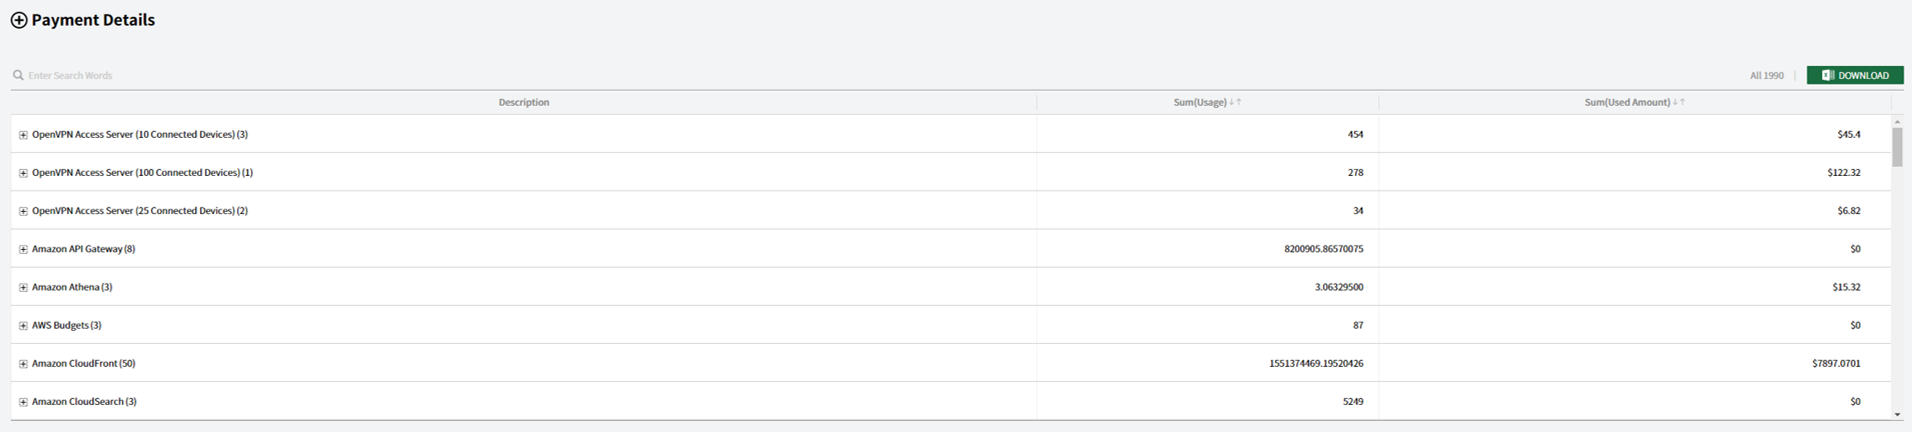 Payment Details
Enter Search Words
All 1990 | DOWNLOAD
Description Sum(Usage) ↓↑ Sum(Used Amount) ↓↑
OpenVPN Access Server (10 Connected Devices) (3) 454 $45.4
OpenVPN Access Server (100 Connected Devices) (1) 278 $122.32
OpenVPN Access Server (25 Connected Devices) (2) 34 $6.82
Amazon API Gateway (8) 8200905.86570075 $0
Amazon Athena (3) 3.06329500 $15.32
AWS Budgets (3) 87 $0
Amazon CloudFront (50) 1551374469.19520426 $7897.0701
Amazon CloudSearch (3) 5249 $0